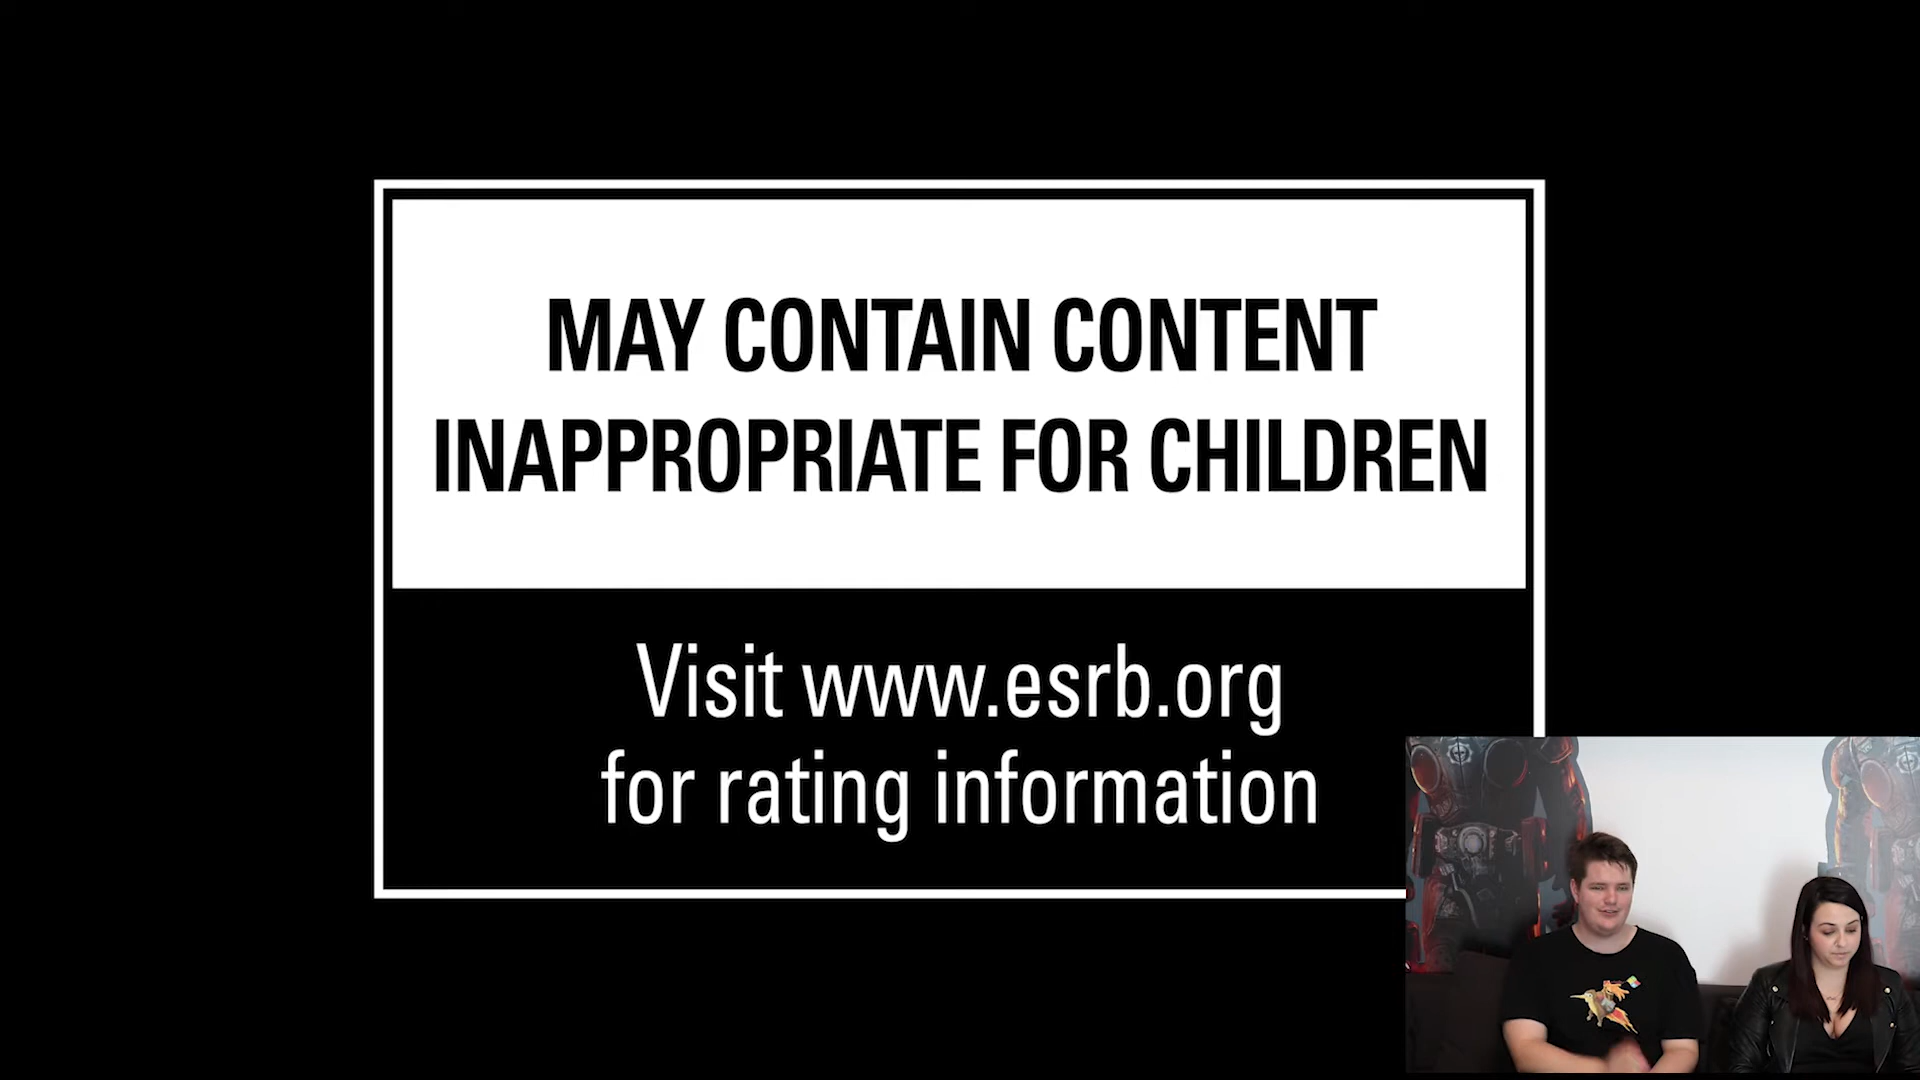 MAY CONTAIN CONTENT
INAPPROPRIATE FOR CHILDREN
Visit www.esrb.org
for rating information